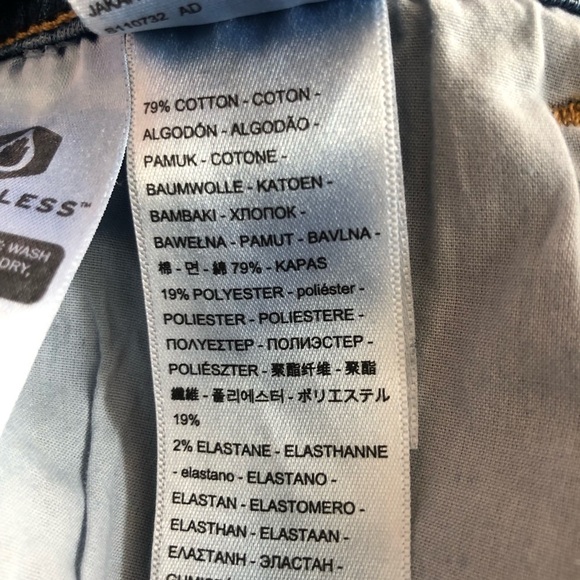 S110732 AD
LESS™
WASH
DRY,
79% COTTON - COTON -
ALGODÓN - ALGODÃO -
PAMUK - COTONE -
BAUMWOLLE - KATOEN -
BAMBAKI - ХЛОПОК -
BAWEŁNA - PAMUT - BAVLNA -
棉 - 면 - 綿 79% - KAPAS
19% POLYESTER - poliéster -
POLIESTER - POLIESTERE -
ΠΟΛΥΕΣΤΕΡ - ПОЛИЭСТЕР -
POLIÉSZTER - 聚酯纤维 - 聚酯
纖維 - 폴리에스터 - ポリエステル
19%
2% ELASTANE - ELASTHANNE
- elastano - ELASTANO -
ELASTAN - ELASTOMERO -
ELASTHAN - ELASTAAN -
ΕΛΑΣΤΑΝΗ - ЭЛАСТАН -